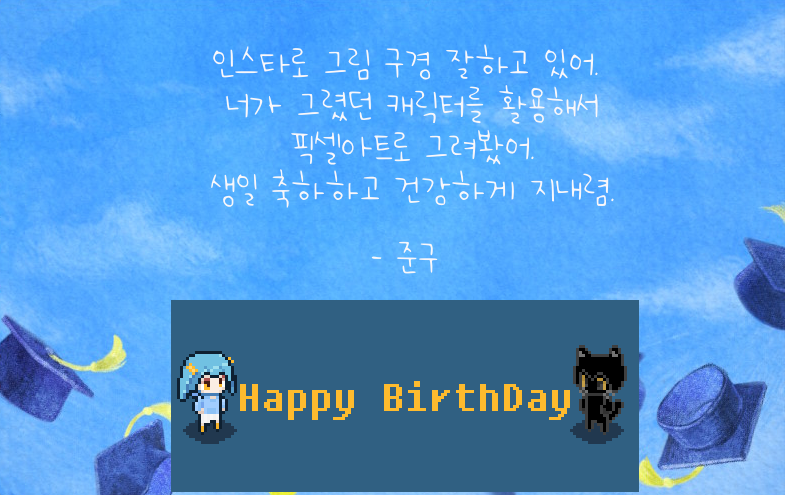 인스타로 그림 구경 잘하고 있어.
너가 그렸던 캐릭터를 활용해서
픽셀아트로 그려봤어.
생일 축하하고 건강하게 지내렴.
- 준구
Happy BirthDay